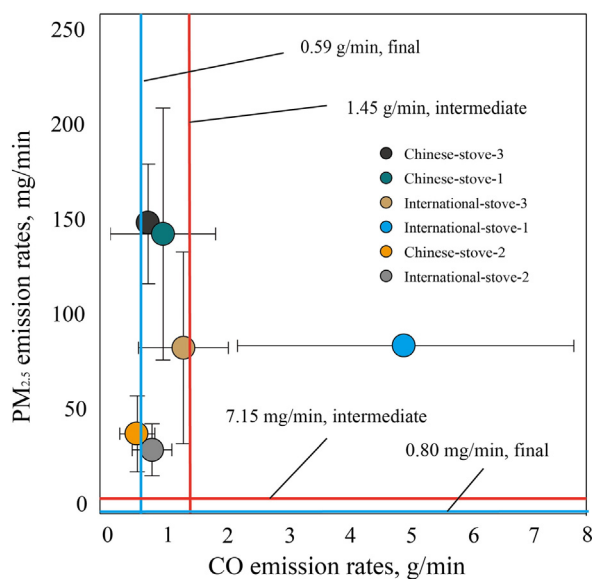 250
0.59 g/min, final
200
1.45 g/min, intermediate
Chinese-stove-3
Chinese-stove-1
International-stove-3
International-stove-1
Chinese-stove-2
International-stove-2
150
100
50
0
PM2.5 emission rates, mg/min
7.15 mg/min, intermediate
0.80 mg/min, final
0 1 2 3 4 5 6 7 8
CO emission rates, g/min